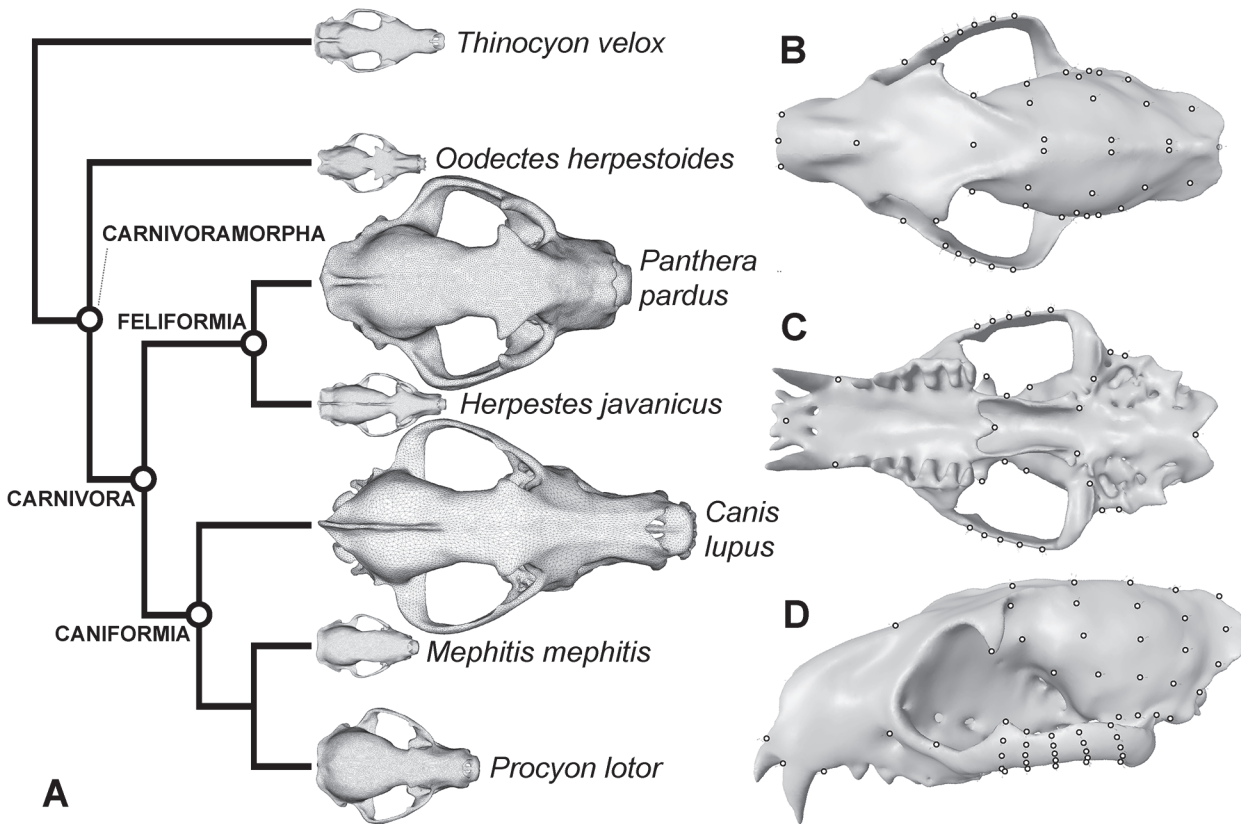 Thinocyon velox
Oodectes herpestoides
CARNIVORAMORPHA
Panthera
pardus
FELIFORMIA
Herpestes javanicus
CARNIVORA
Canis
lupus
CANIFORMIA
Mephitis mephitis
Procyon lotor
A
B
C
D